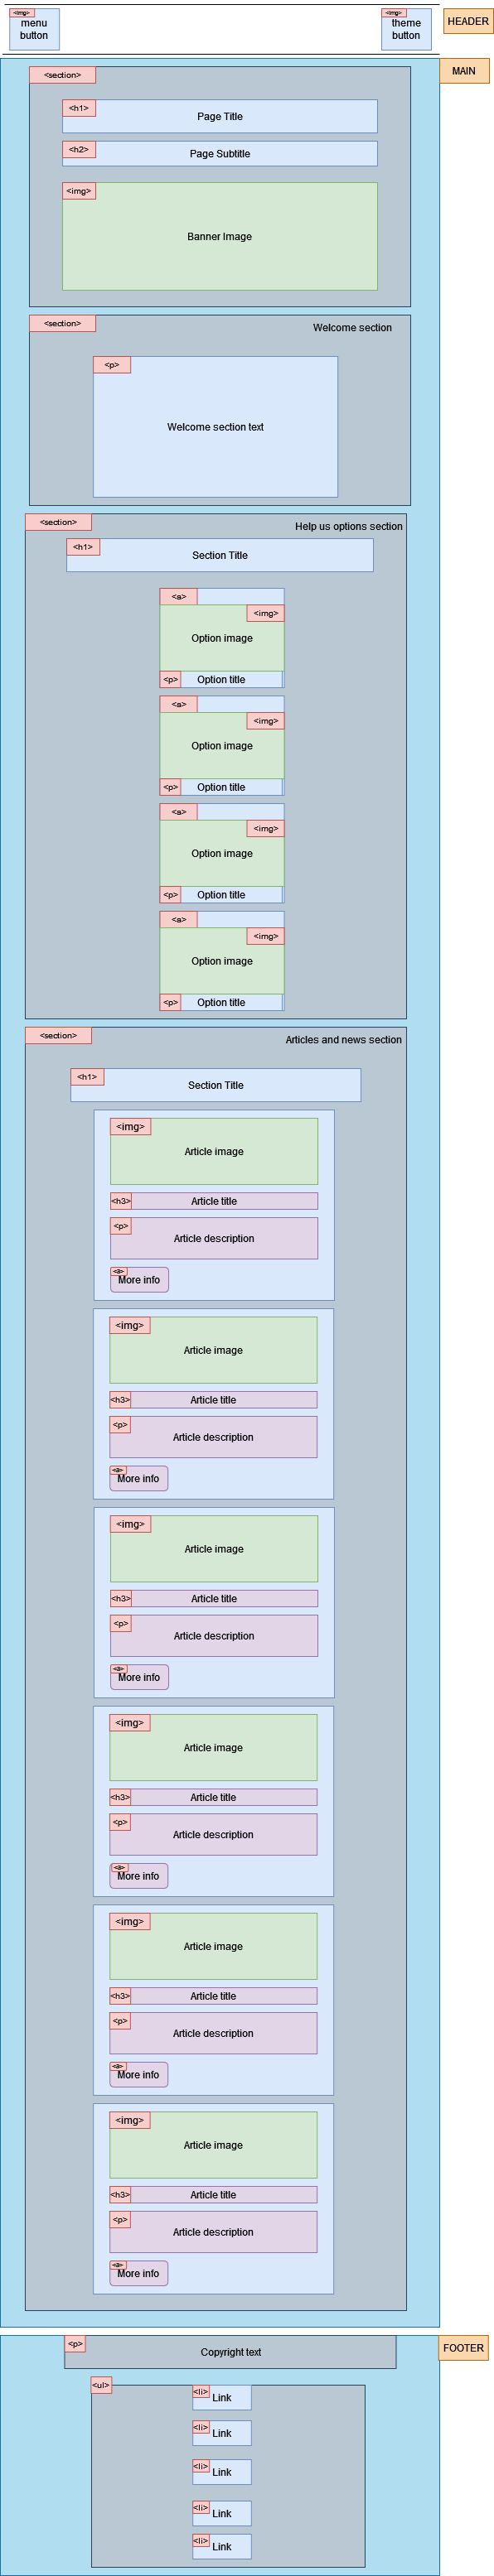 <img>
menu
button
<img>
theme
button
HEADER
MAIN
<section>
<h1>
Page Title
<h2>
Page Subtitle
<img>
Banner Image
<section>
Welcome section
<p>
Welcome section text
<section>
Help us options section
<h1>
Section Title
<a>
<img>
Option image
<p>
Option title
<a>
<img>
Option image
<p>
Option title
<a>
<img>
Option image
<p>
Option title
<a>
<img>
Option image
<p>
Option title
<section>
Articles and news section
<h1>
Section Title
<img>
Article image
<h3>
Article title
<p>
Article description
<a>
More info
<img>
Article image
<h3>
Article title
<p>
Article description
<a>
More info
<img>
Article image
<h3>
Article title
<p>
Article description
<a>
More info
<img>
Article image
<h3>
Article title
<p>
Article description
<a>
More info
<img>
Article image
<h3>
Article title
<p>
Article description
<a>
More info
<img>
Article image
<h3>
Article title
<p>
Article description
<a>
More info
<p>
Copyright text
FOOTER
<ul>
<li>
Link
<li>
Link
<li>
Link
<li>
Link
<li>
Link